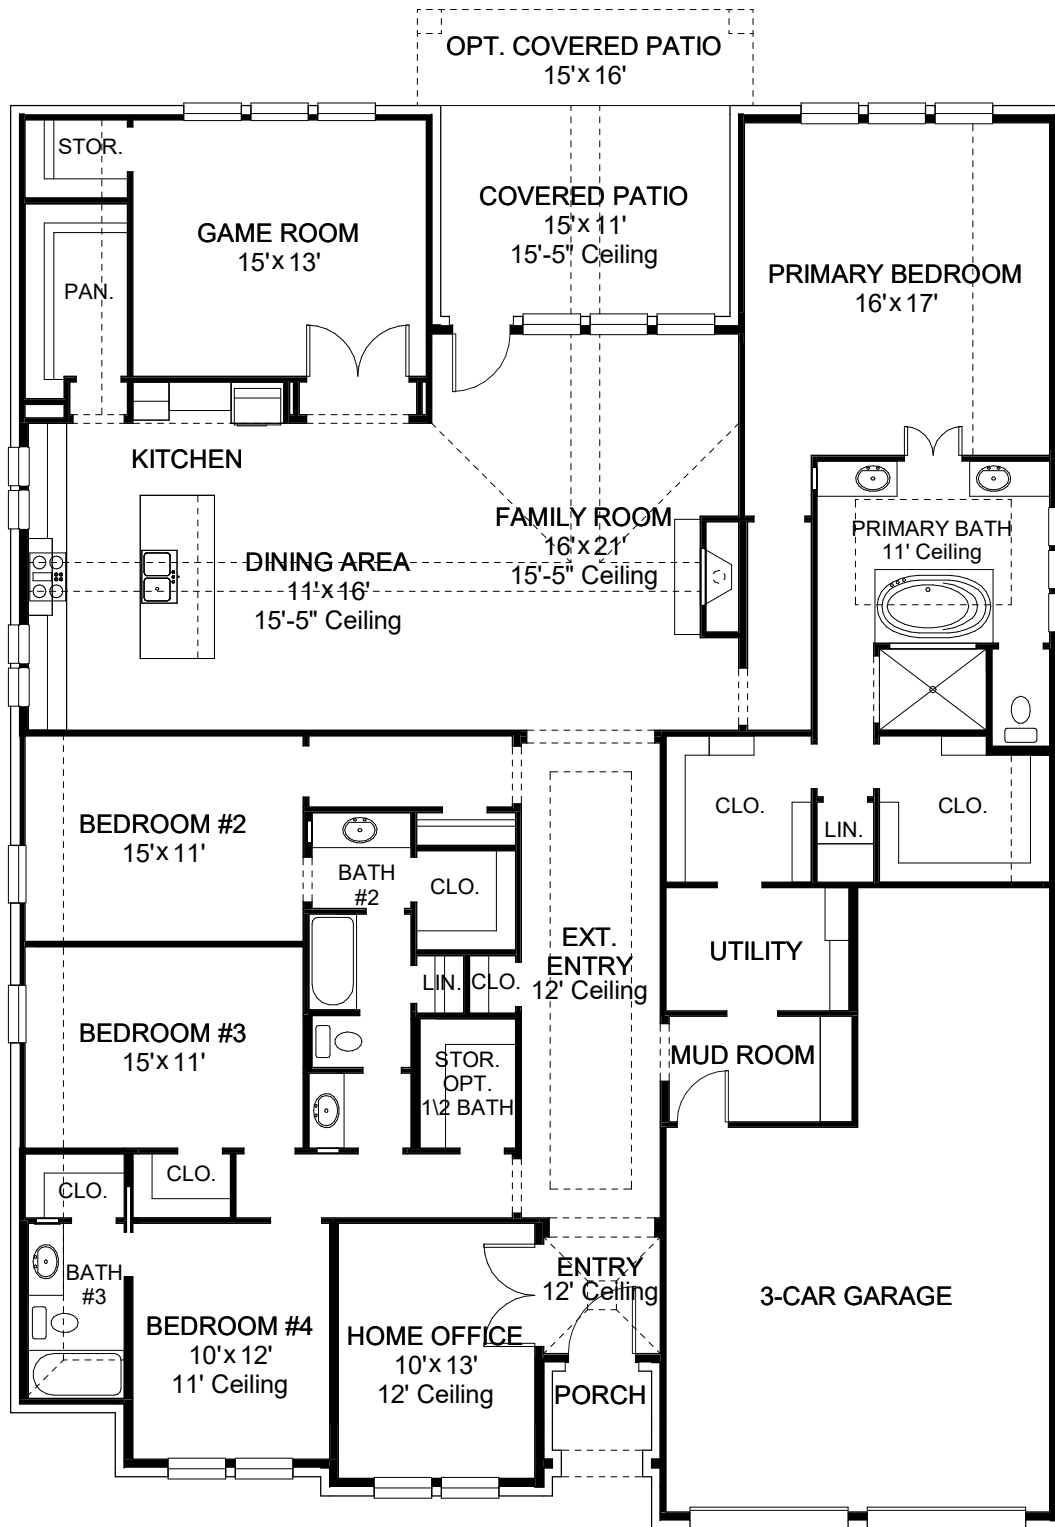 OPT. COVERED PATIO
15'x 16'
STOR.
GAME ROOM
15'x 13'
COVERED PATIO
15'x 11'
15'-5" Ceiling
PAN.
PRIMARY BEDROOM
16'x 17'
KITCHEN
DINING AREA
11'x 16'
15'-5" Ceiling
FAMILY ROOM
16'x 21'
15'-5" Ceiling
PRIMARY BATH
11' Ceiling
BEDROOM #2
15'x 11'
BATH
#2
CLO.
CLO.
LIN.
CLO.
LIN.
CLO.
EXT.
ENTRY
12' Ceiling
UTILITY
BEDROOM #3
15'x 11'
STOR.
OPT.
1\2 BATH
MUD ROOM
CLO.
CLO.
BATH
#3
BEDROOM #4
10'x 12'
11' Ceiling
HOME OFFICE
10'x 13'
12' Ceiling
ENTRY
12' Ceiling
PORCH
3-CAR GARAGE